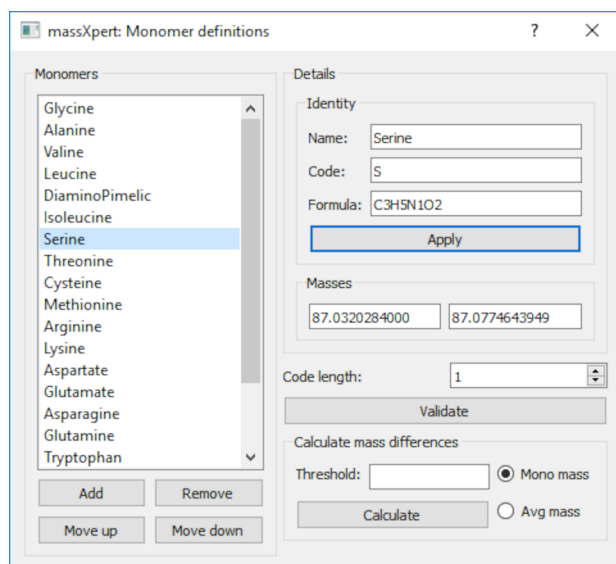 massXpert: Monomer definitions
?
Monomers
Glycine
Alanine
Valine
Leucine
DiaminoPimelic
Isoleucine
Serine
Threonine
Cysteine
Methionine
Arginine
Lysine
Aspartate
Glutamate
Asparagine
Glutamine
Tryptophan
Add Remove
Move up Move down
Details
Identity
Name: Serine
Code: S
Formula: C3H5N1O2
Apply
Masses
87.0320284000 87.0774643949
Code length: 1
Validate
Calculate mass differences
Threshold: Mono mass
Calculate Avg mass